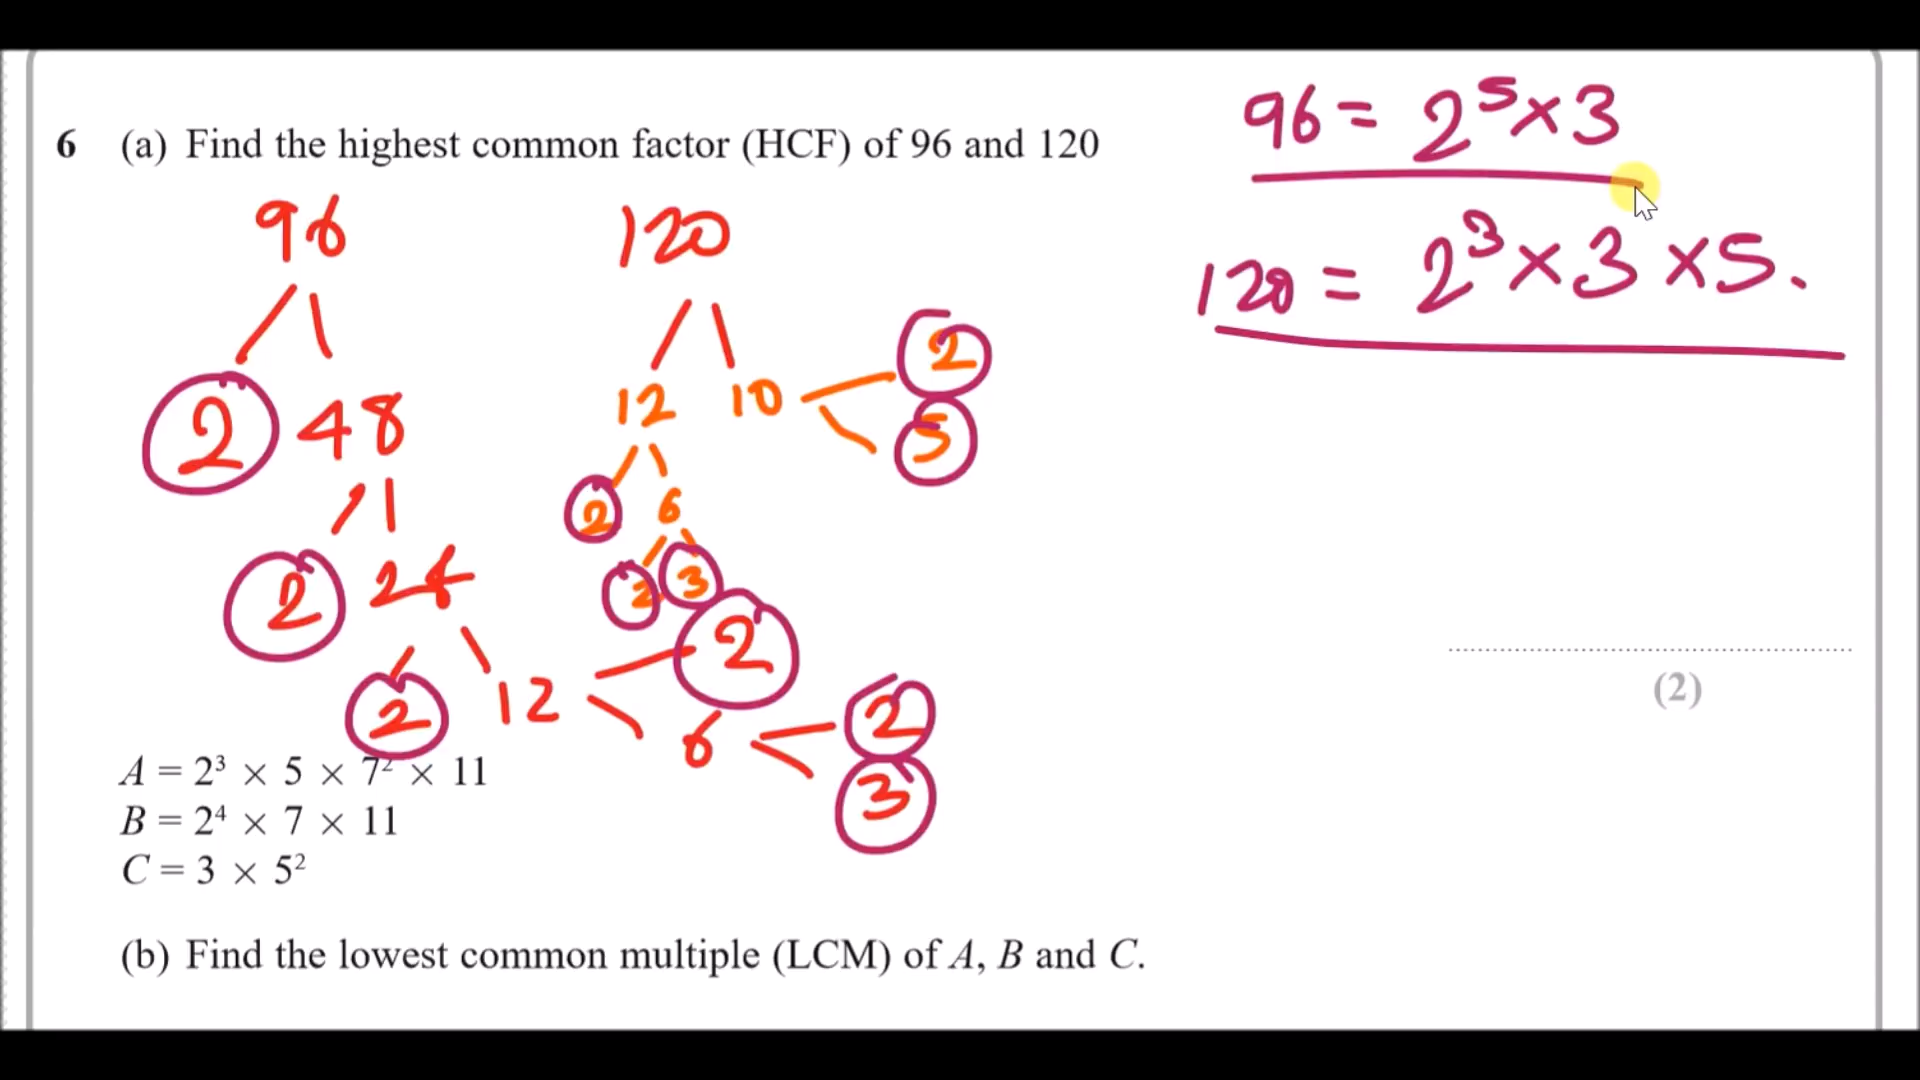 6 (a) Find the highest common factor (HCF) of 96 and 120
96 = 2⁵ × 3
120 = 2³ × 3 × 5.
96
120
2 48
12 10
2
5
2 6
2 3
2 24
2 12
2
6
2
3
(2)
A = 2³ × 5 × 7² × 11
B = 2⁴ × 7 × 11
C = 3 × 5²
(b) Find the lowest common multiple (LCM) of A, B and C.